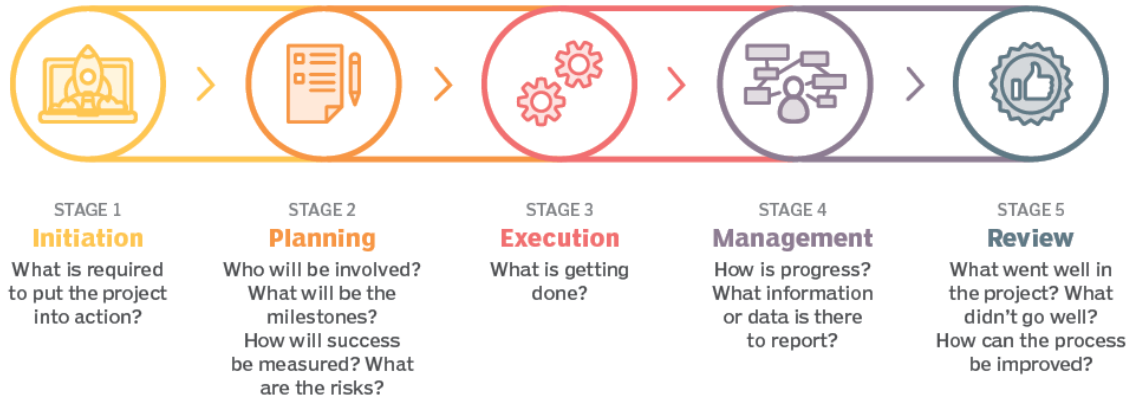 STAGE 1
Initiation
What is required
to put the project
into action?
STAGE 2
Planning
Who will be involved?
What will be the
milestones?
How will success
be measured? What
are the risks?
STAGE 3
Execution
What is getting
done?
STAGE 4
Management
How is progress?
What information
or data is there
to report?
STAGE 5
Review
What went well in
the project? What
didn’t go well?
How can the process
be improved?